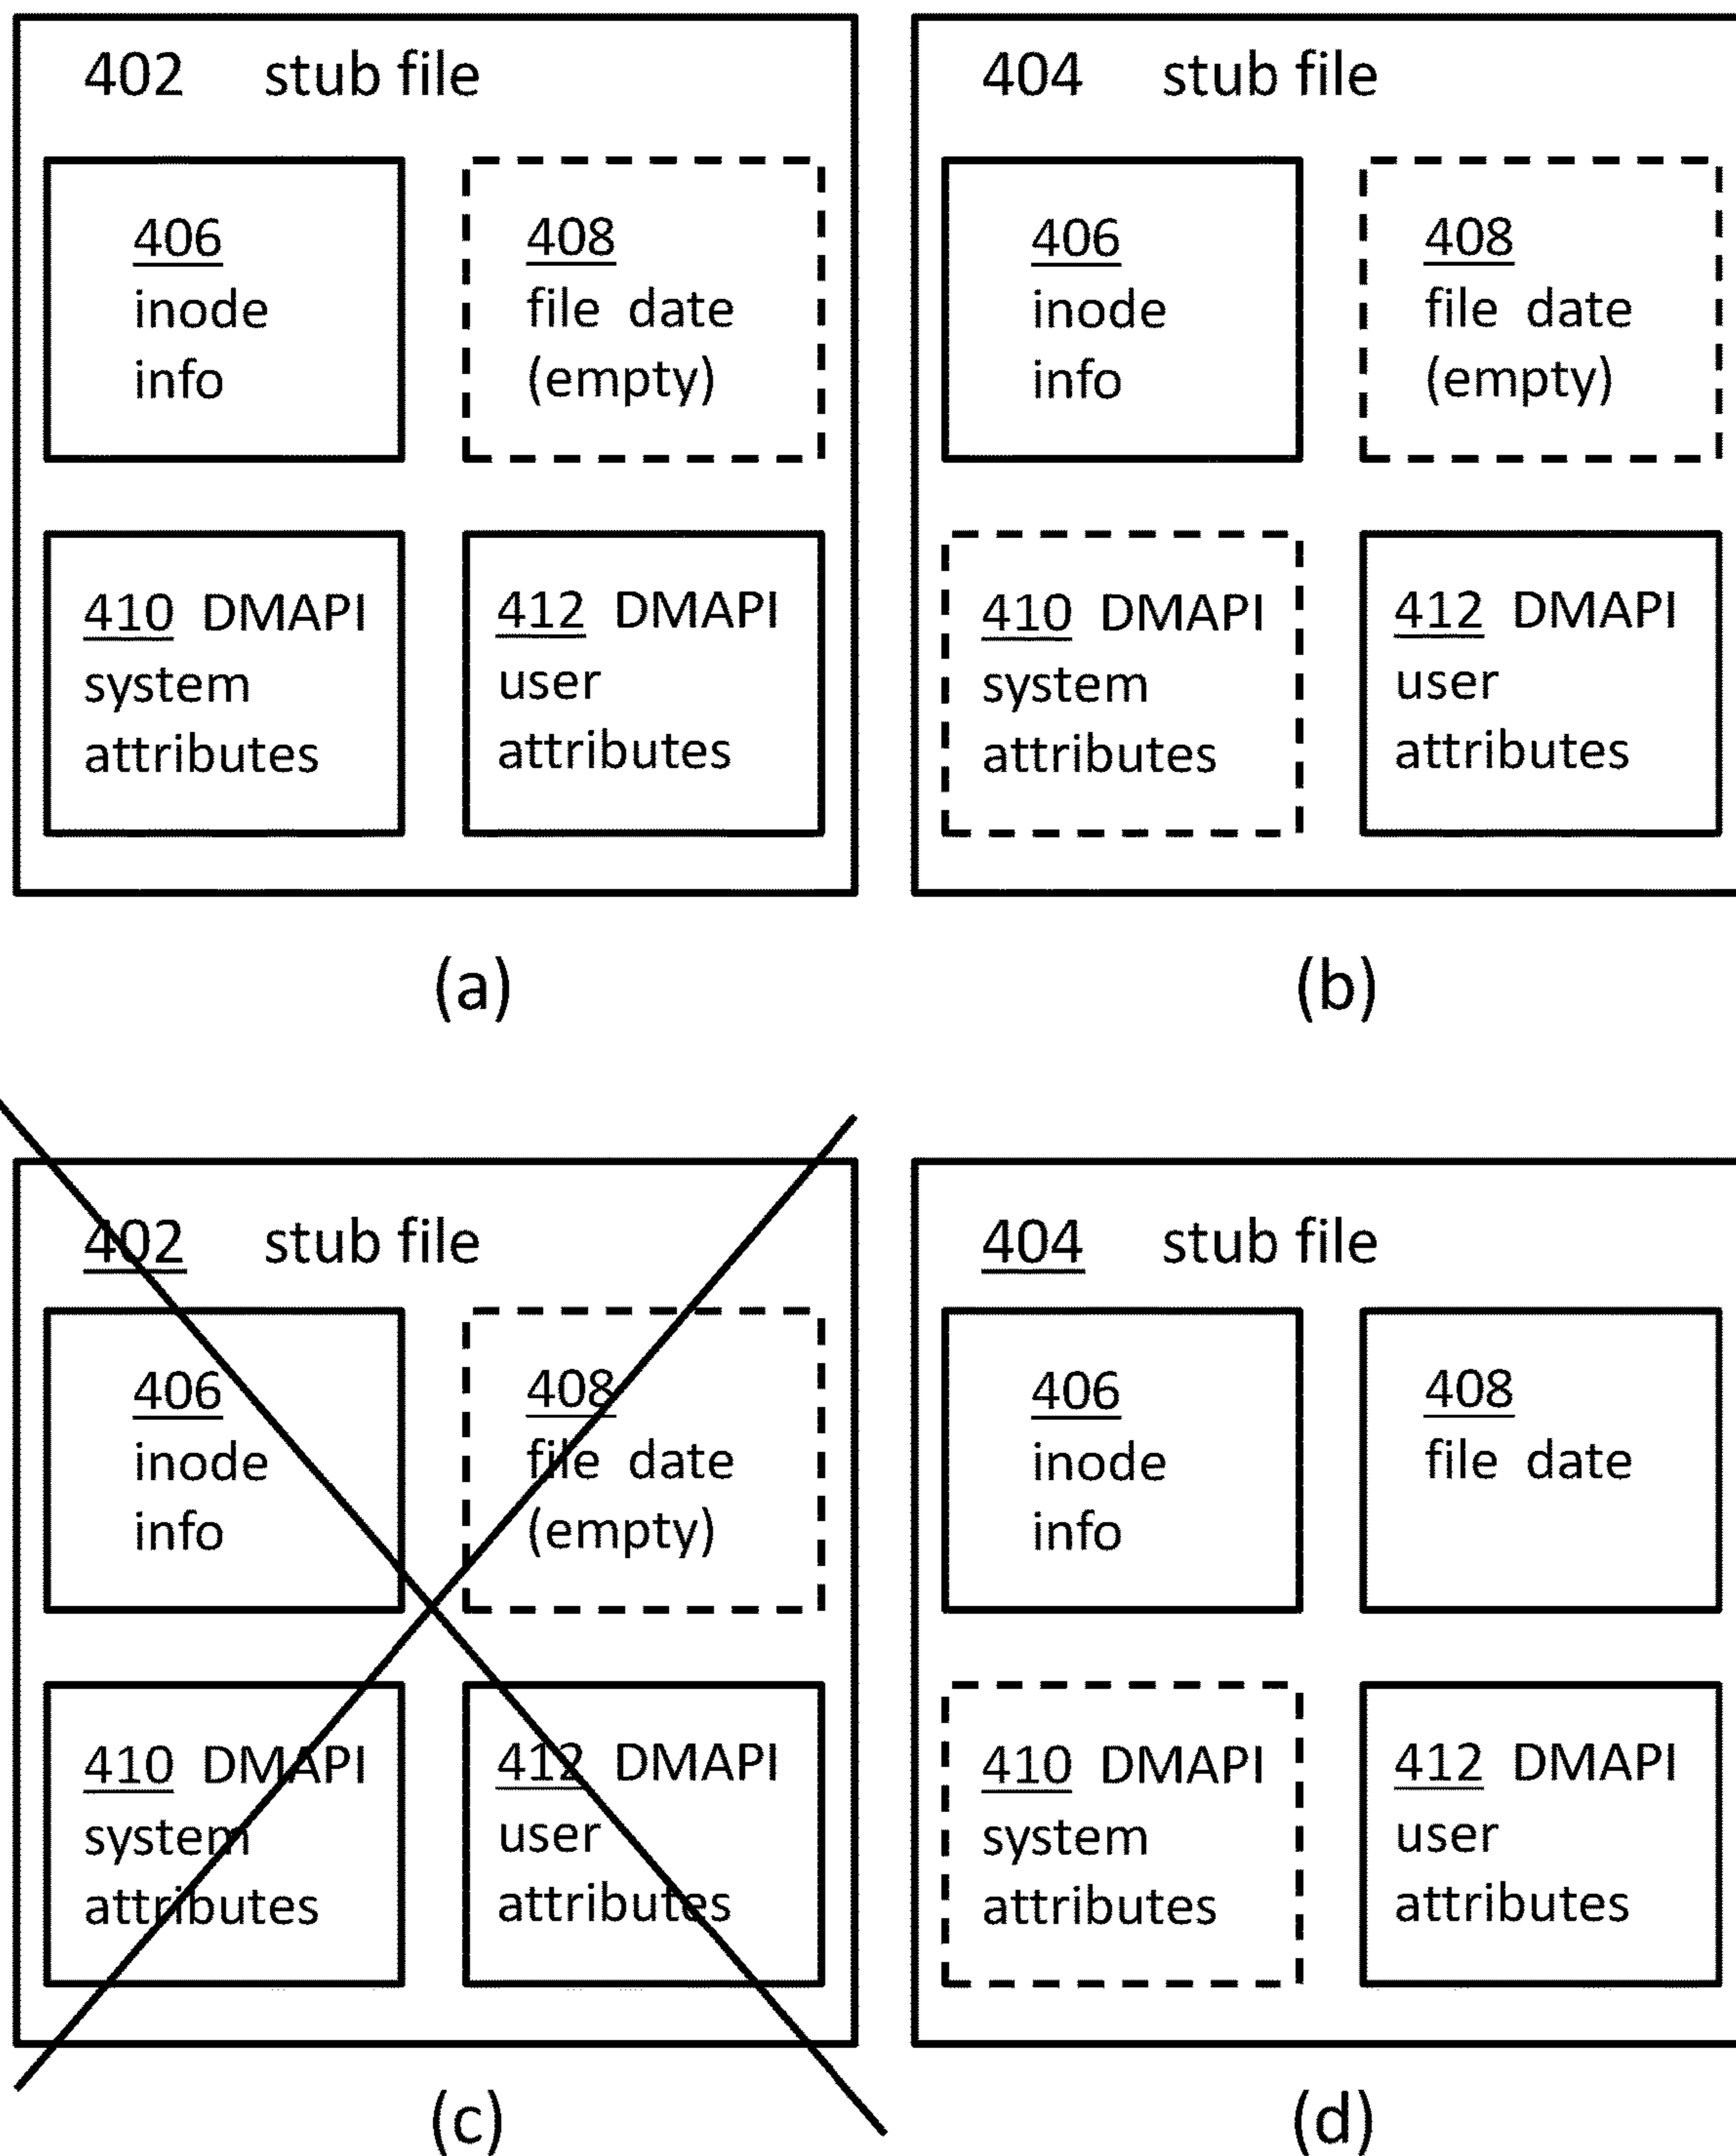 402 stub file
406
inode
info
408
file date
(empty)
410 DMAPI
system
attributes
412 DMAPI
user
attributes
(a)
404 stub file
406
inode
info
408
file date
(empty)
410 DMAPI
system
attributes
412 DMAPI
user
attributes
(b)
402 stub file
406
inode
info
408
file date
(empty)
410 DMAPI
system
attributes
412 DMAPI
user
attributes
(c)
404 stub file
406
inode
info
408
file date
410 DMAPI
system
attributes
412 DMAPI
user
attributes
(d)